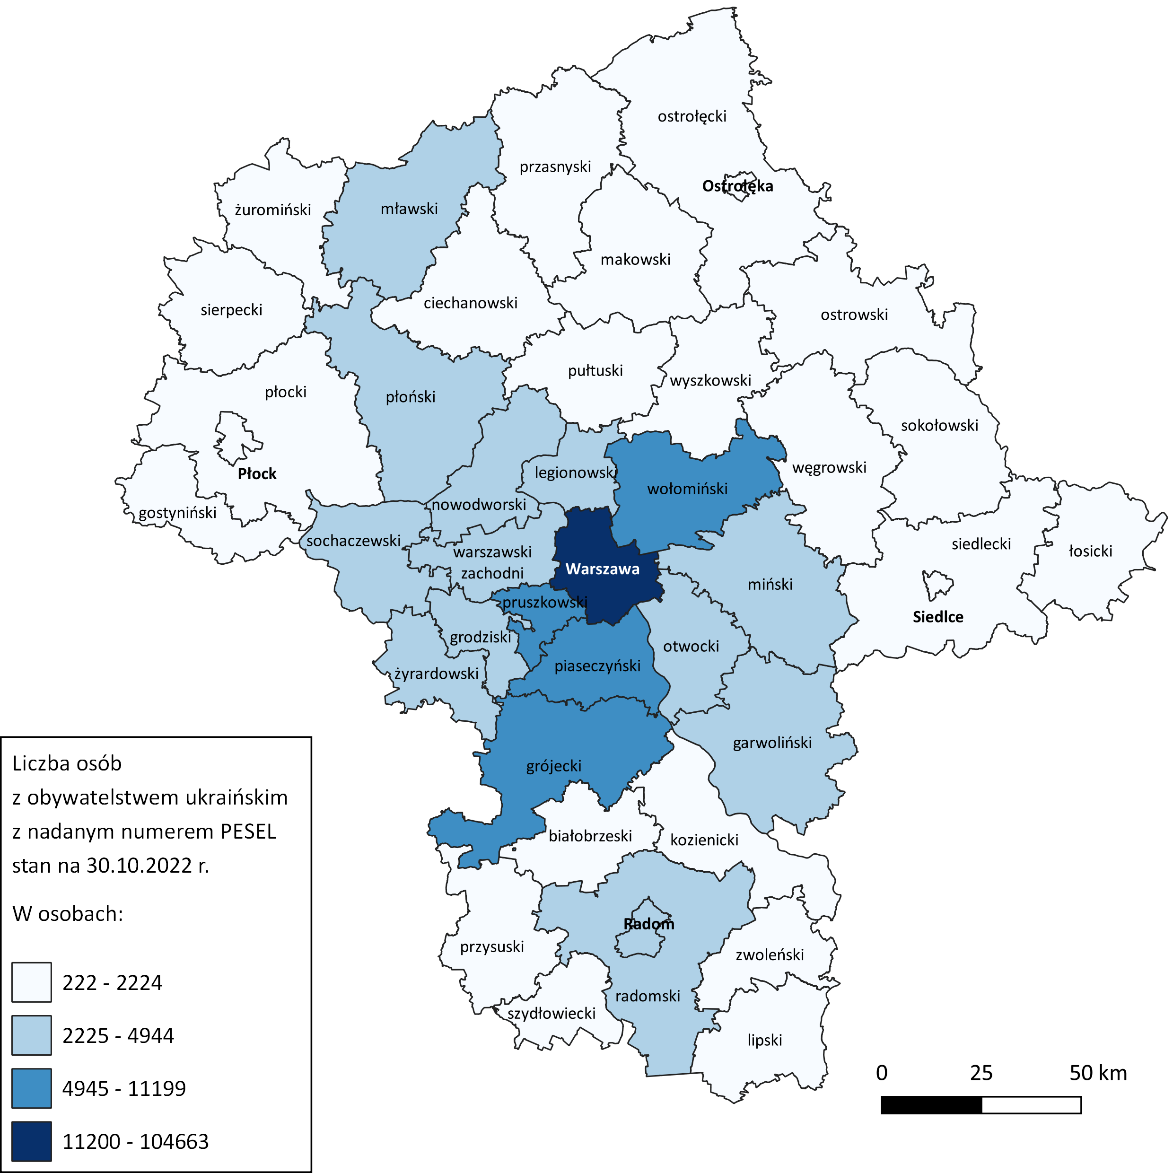 ostrołęcki
przasnyski
Ostrołęka
żuromiński
mławski
makowski
ciechanowski
sierpecki
ostrowski
pułtuski
wyszkowski
płocki
płoński
sokołowski
węgrowski
Płock
legionowski
wołomiński
nowodworski
gostyniński
sochaczewski
siedlecki
łosicki
warszawski
zachodni
Warszawa
miński
pruszkowski
Siedlce
grodziski
otwocki
piaseczyński
żyrardowski
garwoliński
grójecki
białobrzeski
kozienicki
Radom
przysuski
zwoleński
radomski
szydłowiecki
lipski
Liczba osób
z obywatelstwem ukraińskim
z nadanym numerem PESEL
stan na 30.10.2022 r.
W osobach:
222 - 2224
2225 - 4944
4945 - 11199
11200 - 104663
0 25 50 km